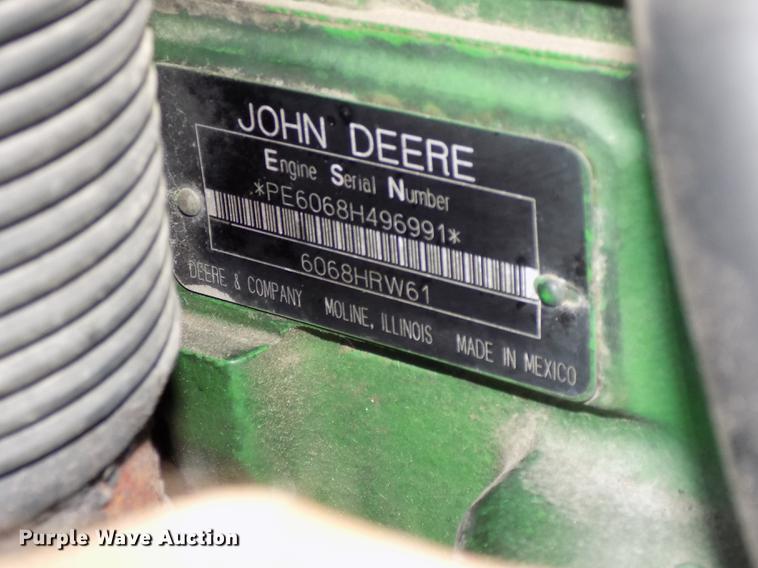 JOHN DEERE
Engine Serial Number
*PE6068H496991*
6068HRW61
DEERE & COMPANY MOLINE, ILLINOIS MADE IN MEXICO
Purple Wave Auction